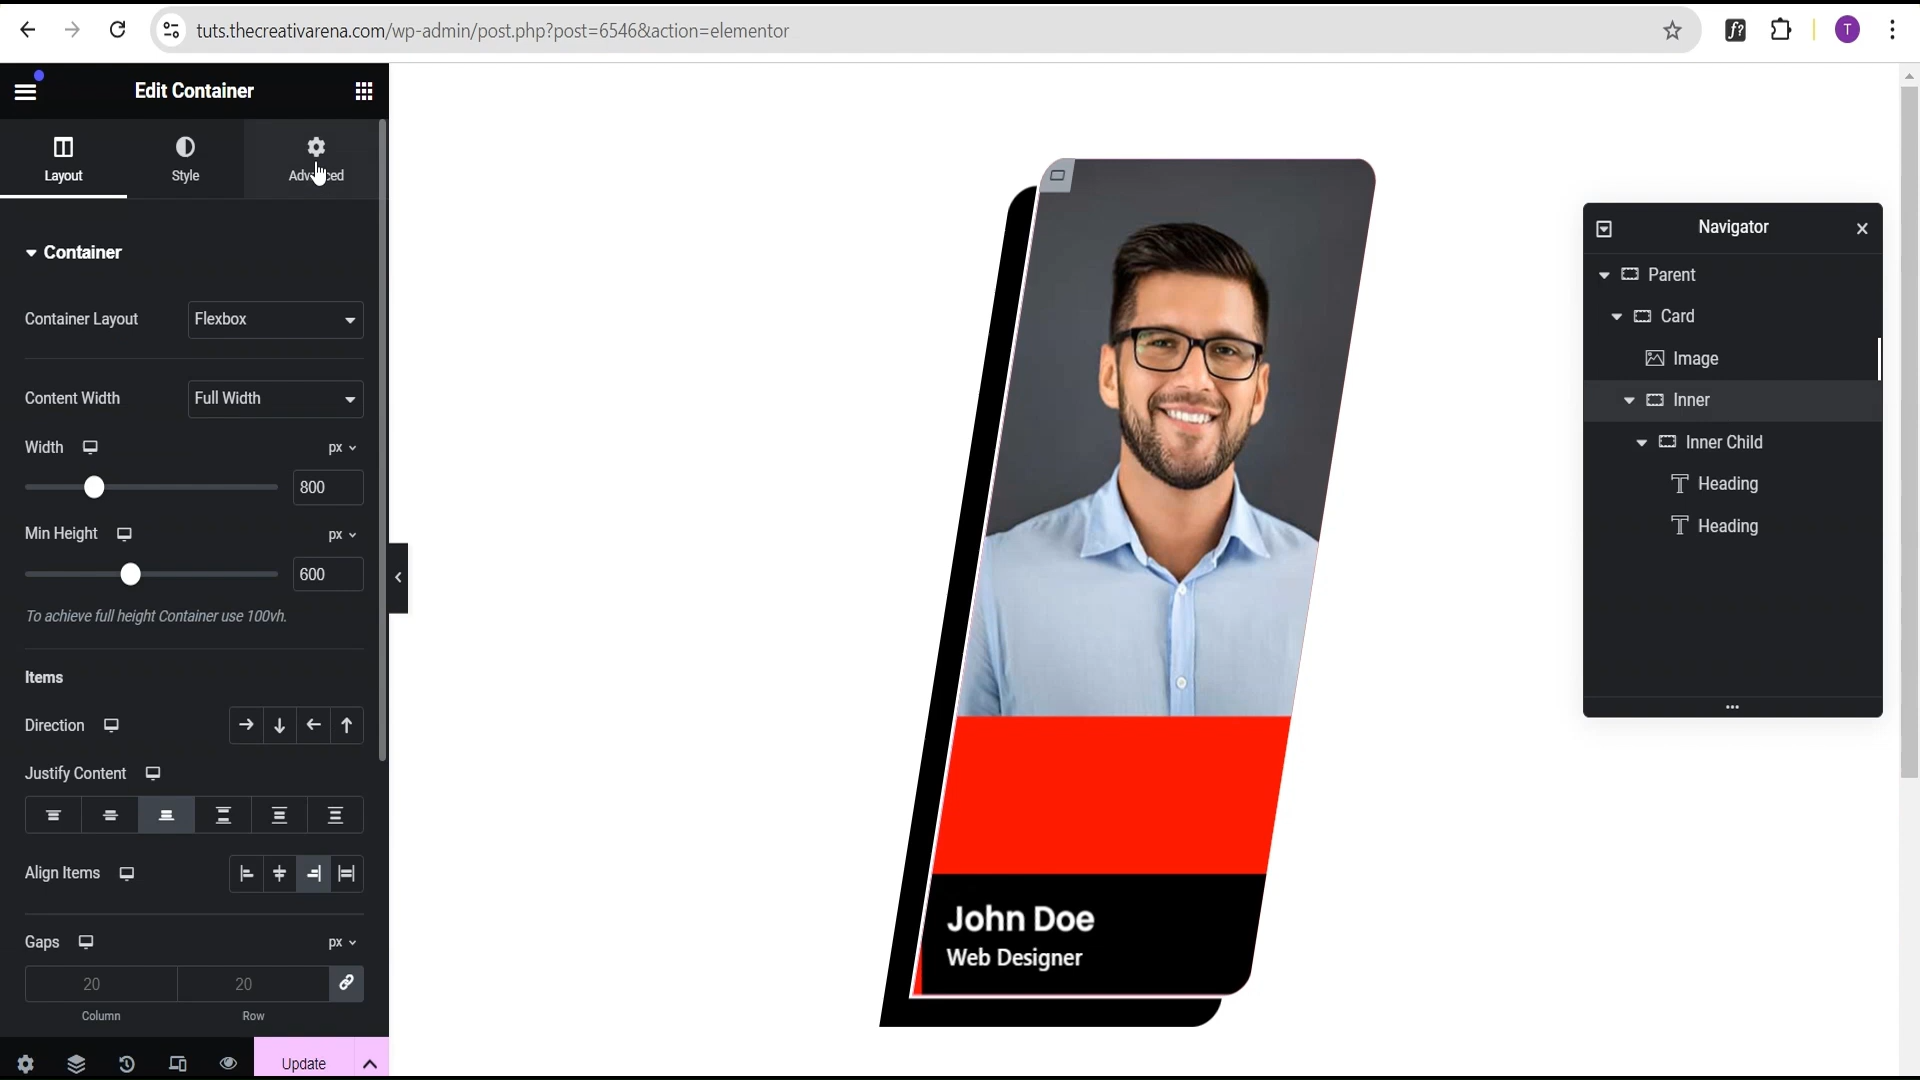 tuts.thecreativarena.com/wp-admin/post.php?post=6546&action=elementor
f?
T
Edit Container
Layout
Style
Advanced
Container
Container Layout
Flexbox
Content Width
Full Width
Width
px
800
Min Height
px
600
To achieve full height Container use 100vh.
Items
Direction
Justify Content
Align Items
Gaps
px
20
20
Column
Row
Update
John Doe
Web Designer
Navigator
Parent
Card
Image
Inner
Inner Child
Heading
Heading